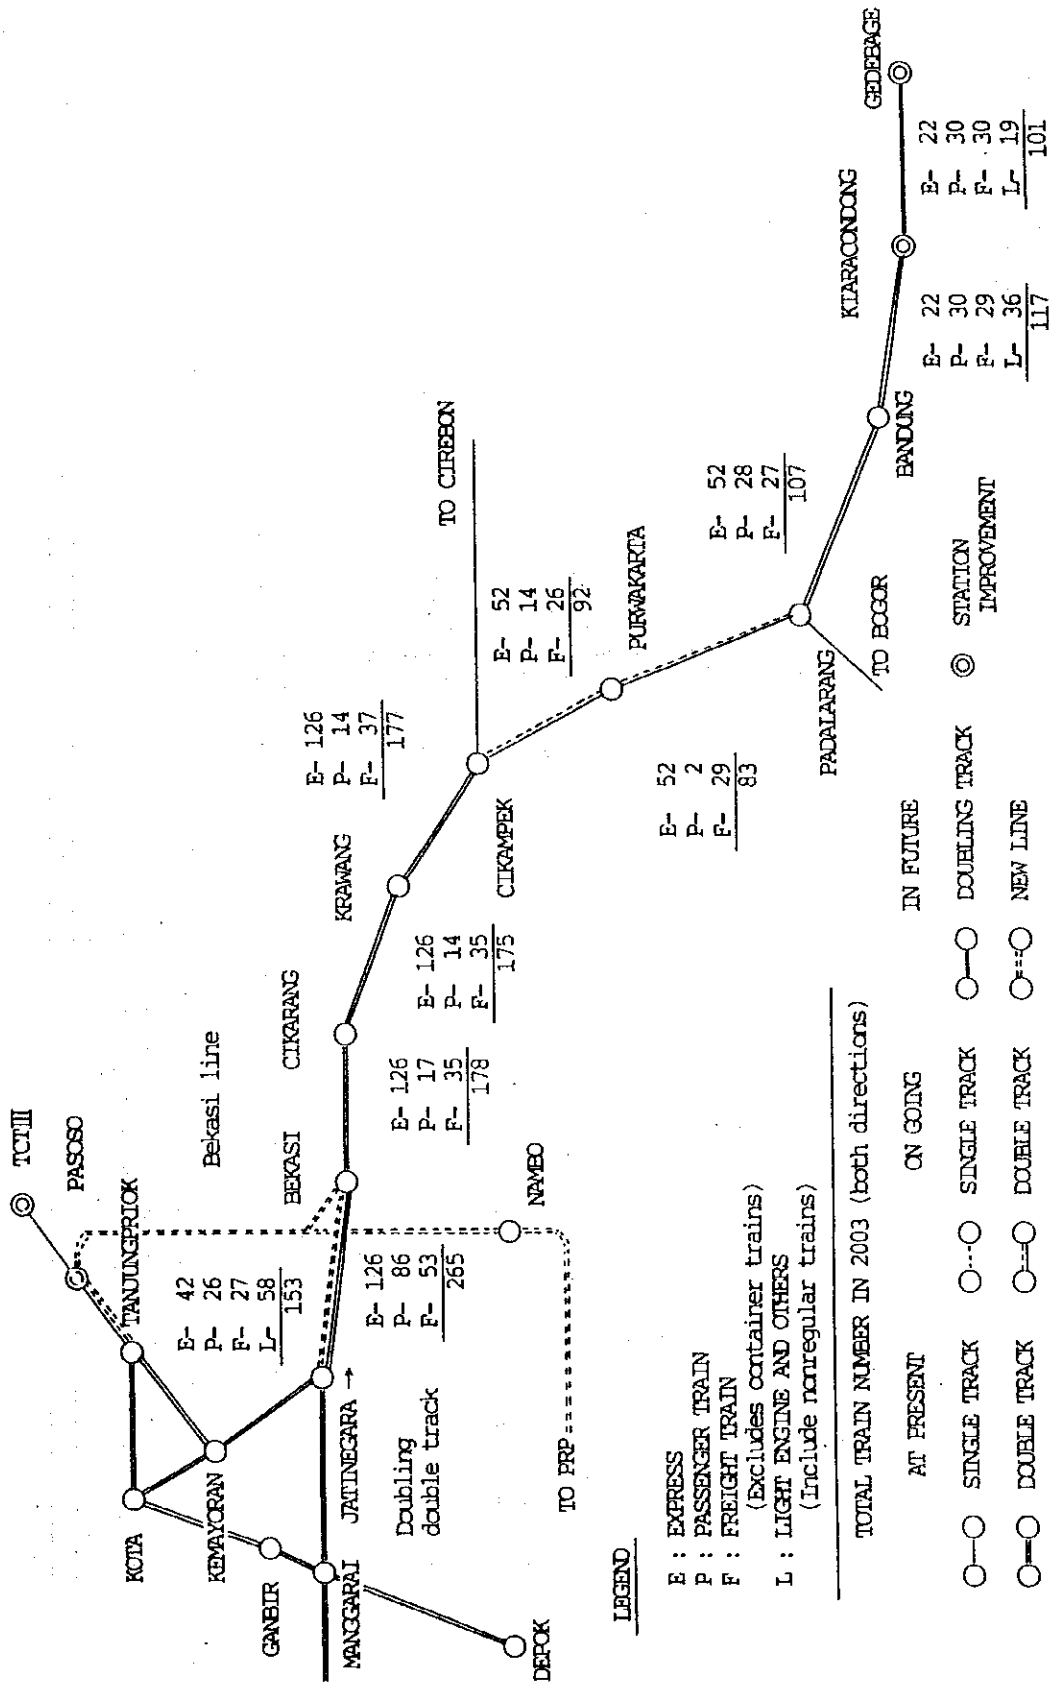 TCTIII
PASOSO
TANJUNGPRIOK
KOTA
KEMAYORAN
GANBIR
MANGGARAI
JATINEGARA →
Doubling
double track
DEPOK
Bekasi line
BEKASI
CIKARANG
KRAWANG
CIKAMPEK
TO CIREBON
PURWAKARTA
PADALARANG
TO BOGOR
BANDUNG
KIARACONDONG
GEDEBAGE
NAMBO
TO PRP
E- 42
P- 26
F- 27
L- 58
153
E- 126
P- 86
F- 53
265
E- 126
P- 17
F- 35
178
E- 126
P- 14
F- 35
175
E- 126
P- 14
F- 37
177
E- 52
P- 14
F- 26
92
E- 52
P- 2
F- 29
83
E- 52
P- 28
F- 27
107
E- 22
P- 30
F- 29
L- 36
117
E- 22
P- 30
F- 30
L- 19
101
LEGEND
E : EXPRESS
P : PASSENGER TRAIN
F : FREIGHT TRAIN
(Excludes container trains)
L : LIGHT ENGINE AND OTHERS
(Include nonregular trains)
TOTAL TRAIN NUMBER IN 2003 (both directions)
AT PRESENT
ON GOING
IN FUTURE
SINGLE TRACK
SINGLE TRACK
DOUBLING TRACK
STATION
IMPROVEMENT
DOUBLE TRACK
DOUBLE TRACK
NEW LINE